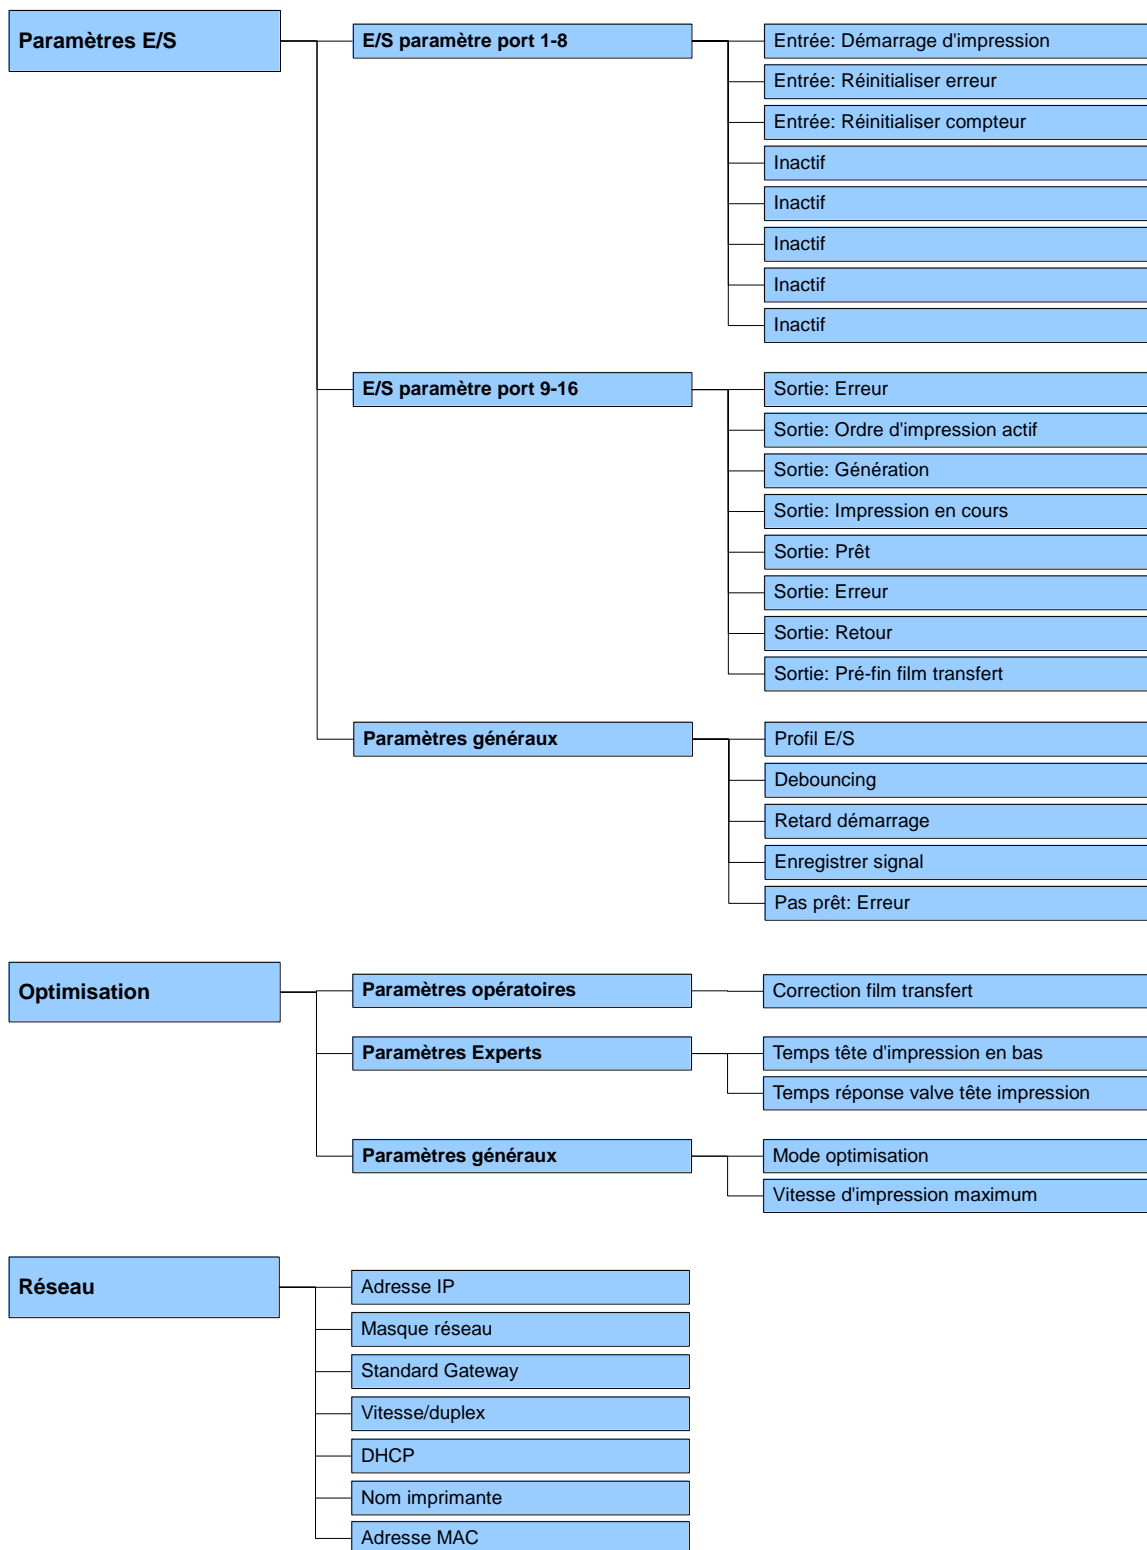 Paramètres E/S
E/S paramètre port 1-8
Entrée: Démarrage d'impression
Entrée: Réinitialiser erreur
Entrée: Réinitialiser compteur
Inactif
Inactif
Inactif
Inactif
Inactif
E/S paramètre port 9-16
Sortie: Erreur
Sortie: Ordre d'impression actif
Sortie: Génération
Sortie: Impression en cours
Sortie: Prêt
Sortie: Erreur
Sortie: Retour
Sortie: Pré-fin film transfert
Paramètres généraux
Profil E/S
Debouncing
Retard démarrage
Enregistrer signal
Pas prêt: Erreur
Optimisation
Paramètres opératoires
Correction film transfert
Paramètres Experts
Temps tête d'impression en bas
Temps réponse valve tête impression
Paramètres généraux
Mode optimisation
Vitesse d'impression maximum
Réseau
Adresse IP
Masque réseau
Standard Gateway
Vitesse/duplex
DHCP
Nom imprimante
Adresse MAC